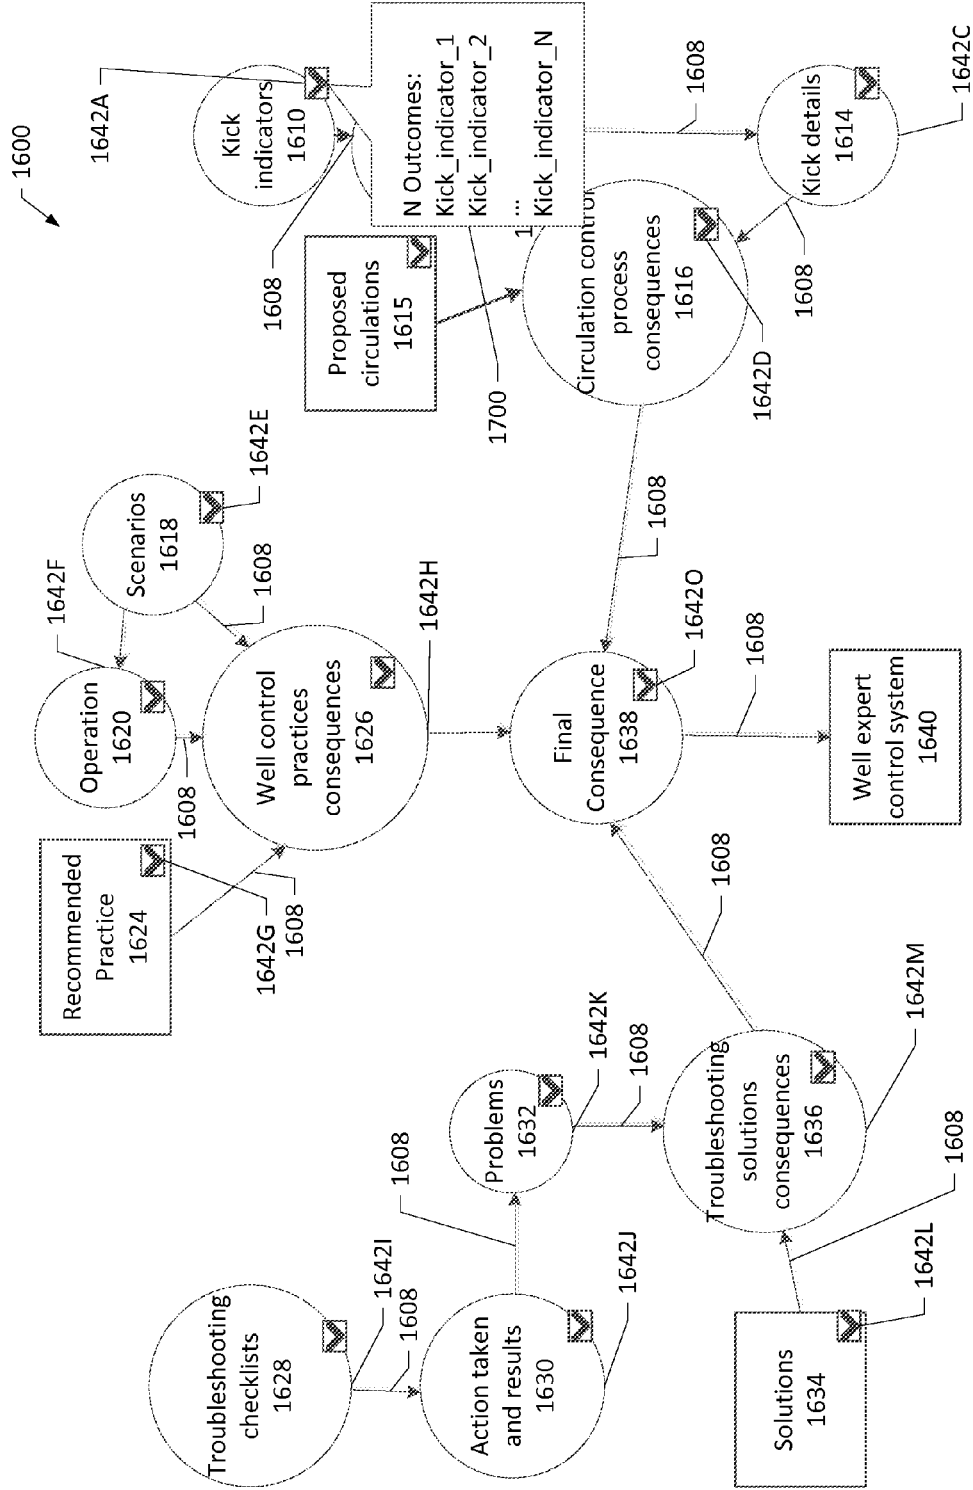 1600
Recommended
Practice
1624
Operation
1620
1642F
Scenarios
1618
1642E
1608
1608
1642G
1608
Well control
practices
consequences
1626
1642H
1642A
Kick
indicators
1610
1608
N Outcomes:
Kick_indicator_1
Kick_indicator_2
...
Kick_indicator_N
1700
Proposed
circulations
1615
1608
Kick details
1614
1642C
1608
Circulation control
process
consequences
1616
1642D
1608
Troubleshooting
checklists
1628
1642I
1608
Action taken
and results
1630
1642J
1608
Problems
1632
1642K
1608
Solutions
1634
1642L
1608
Troubleshooting
solutions
consequences
1636
1642M
1608
Final
Consequence
1638
1642O
1608
Well expert
control system
1640